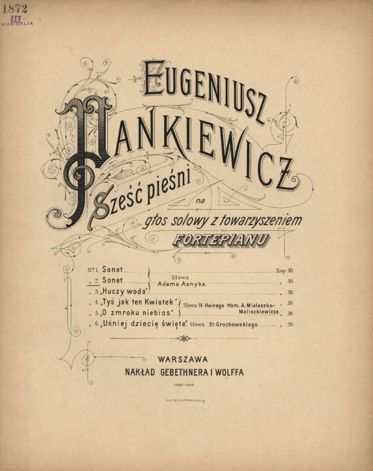 1872
III
EUGENIUSZ
PANKIEWICZ
Sześć pieśni
na
głos solowy z towarzyszeniem
FORTEPIANU
№ 1. Sonet Kop. 30.
„ 2. Sonet „ 30.
Słowa
Adama Asnyka.
„ 3. „Huczy woda” „ 30.
„ 4. „Tyś jak ten Kwiatek” „ 30.
Słowa H. Heinego tłom. A. Mieleszko-
Maliszkiewicza.
„ 5. „O zmroku niebios” „ 30.
„ 6. „Uśniej dziecię święte” Słowa St Grochowskiego „ 20.
WARSZAWA
NAKŁAD GEBETHNERA I WOLFFA